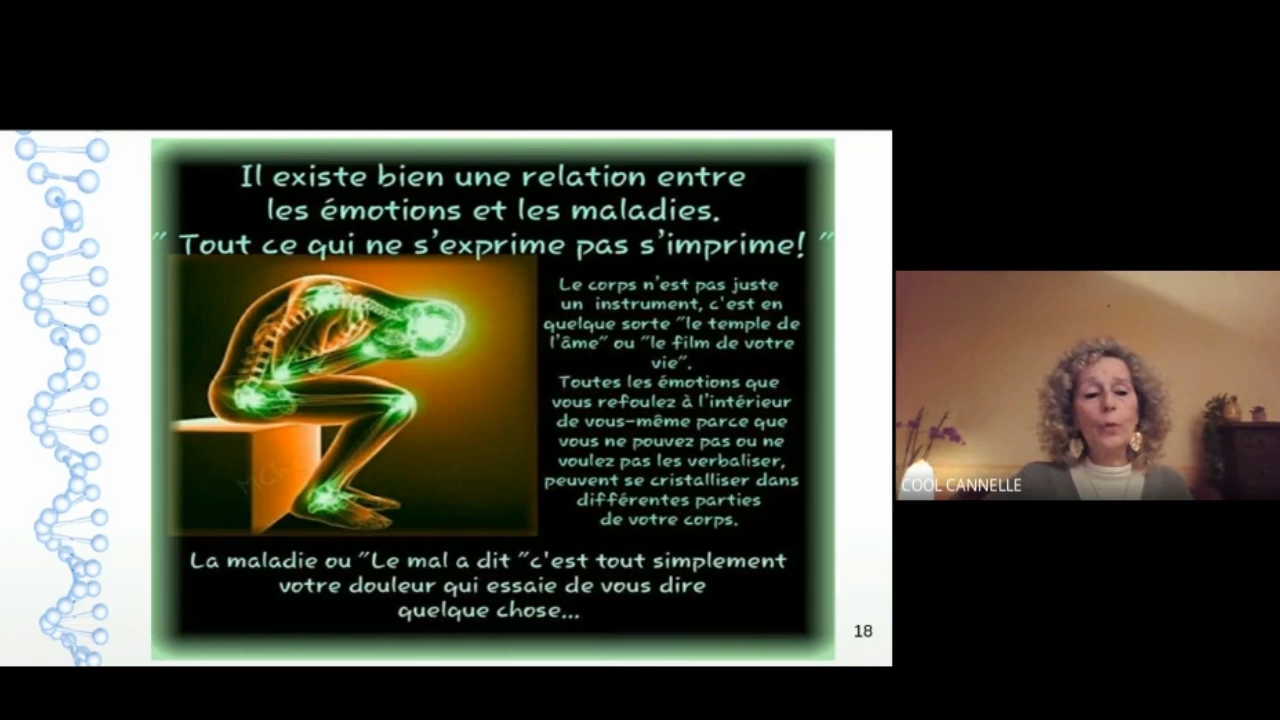 Il existe bien une relation entre
les émotions et les maladies.
" Tout ce qui ne s'exprime pas s'imprime! "
Le corps n'est pas juste
un instrument, c'est en
quelque sorte "le temple de
l'âme" ou "le film de votre
vie".
Toutes les émotions que
vous refoulez à l'intérieur
de vous-même parce que
vous ne pouvez pas ou ne
voulez pas les verbaliser,
peuvent se cristalliser dans
différentes parties
de votre corps.
La maladie ou "Le mal a dit "c'est tout simplement
votre douleur qui essaie de vous dire
quelque chose...
18
COOL CANNELLE